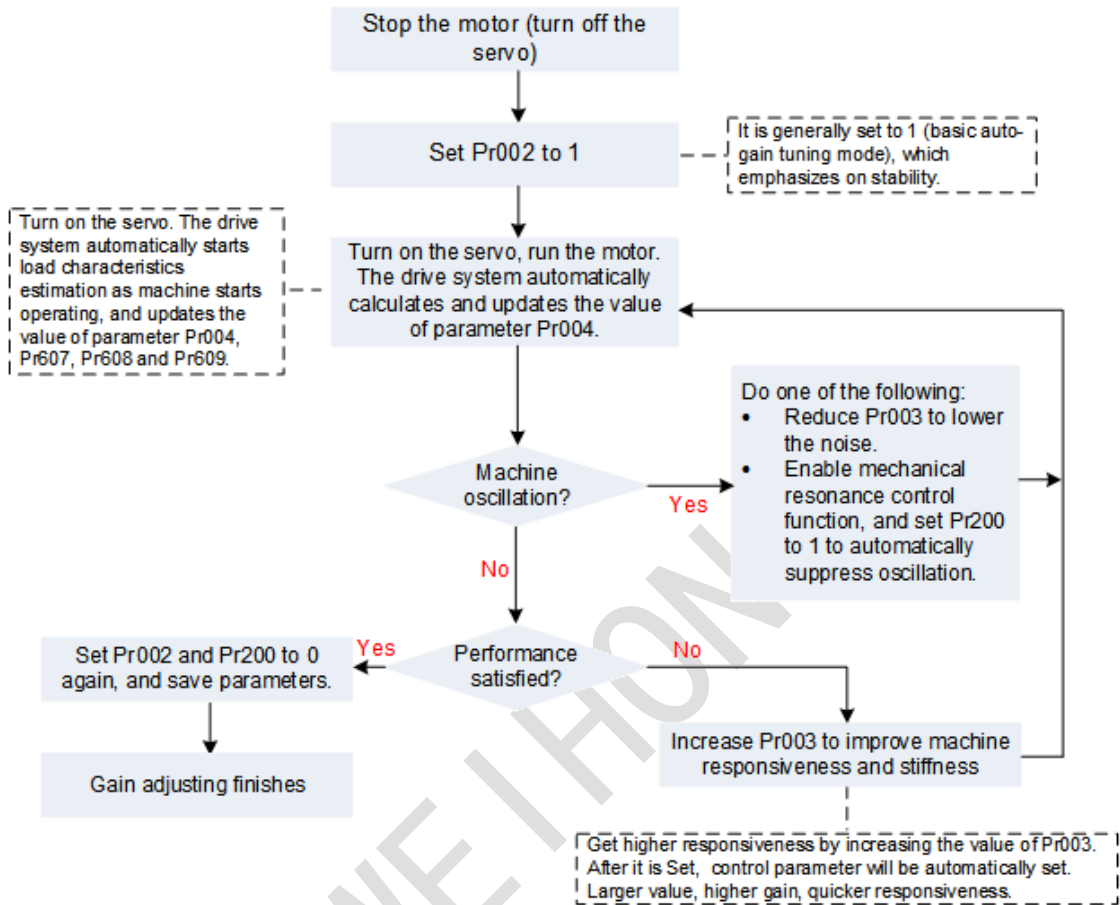 Stop the motor (turn off the
servo)
Set Pr002 to 1
It is generally set to 1 (basic auto-
gain tuning mode), which
emphasizes on stability.
Turn on the servo. The drive
system automatically starts
load characteristics
estimation as machine starts
operating, and updates the
value of parameter Pr004,
Pr607, Pr608 and Pr609.
Turn on the servo, run the motor.
The drive system automatically
calculates and updates the value
of parameter Pr004.
Do one of the following:
• Reduce Pr003 to lower
the noise.
• Enable mechanical
resonance control
function, and set Pr200
to 1 to automatically
suppress oscillation.
Machine
oscillation?
Yes
No
Performance
satisfied?
Yes
No
Set Pr002 and Pr200 to 0
again, and save parameters.
Gain adjusting finishes
Increase Pr003 to improve machine
responsiveness and stiffness
Get higher responsiveness by increasing the value of Pr003.
After it is Set, control parameter will be automatically set.
Larger value, higher gain, quicker responsiveness.
WE I HON